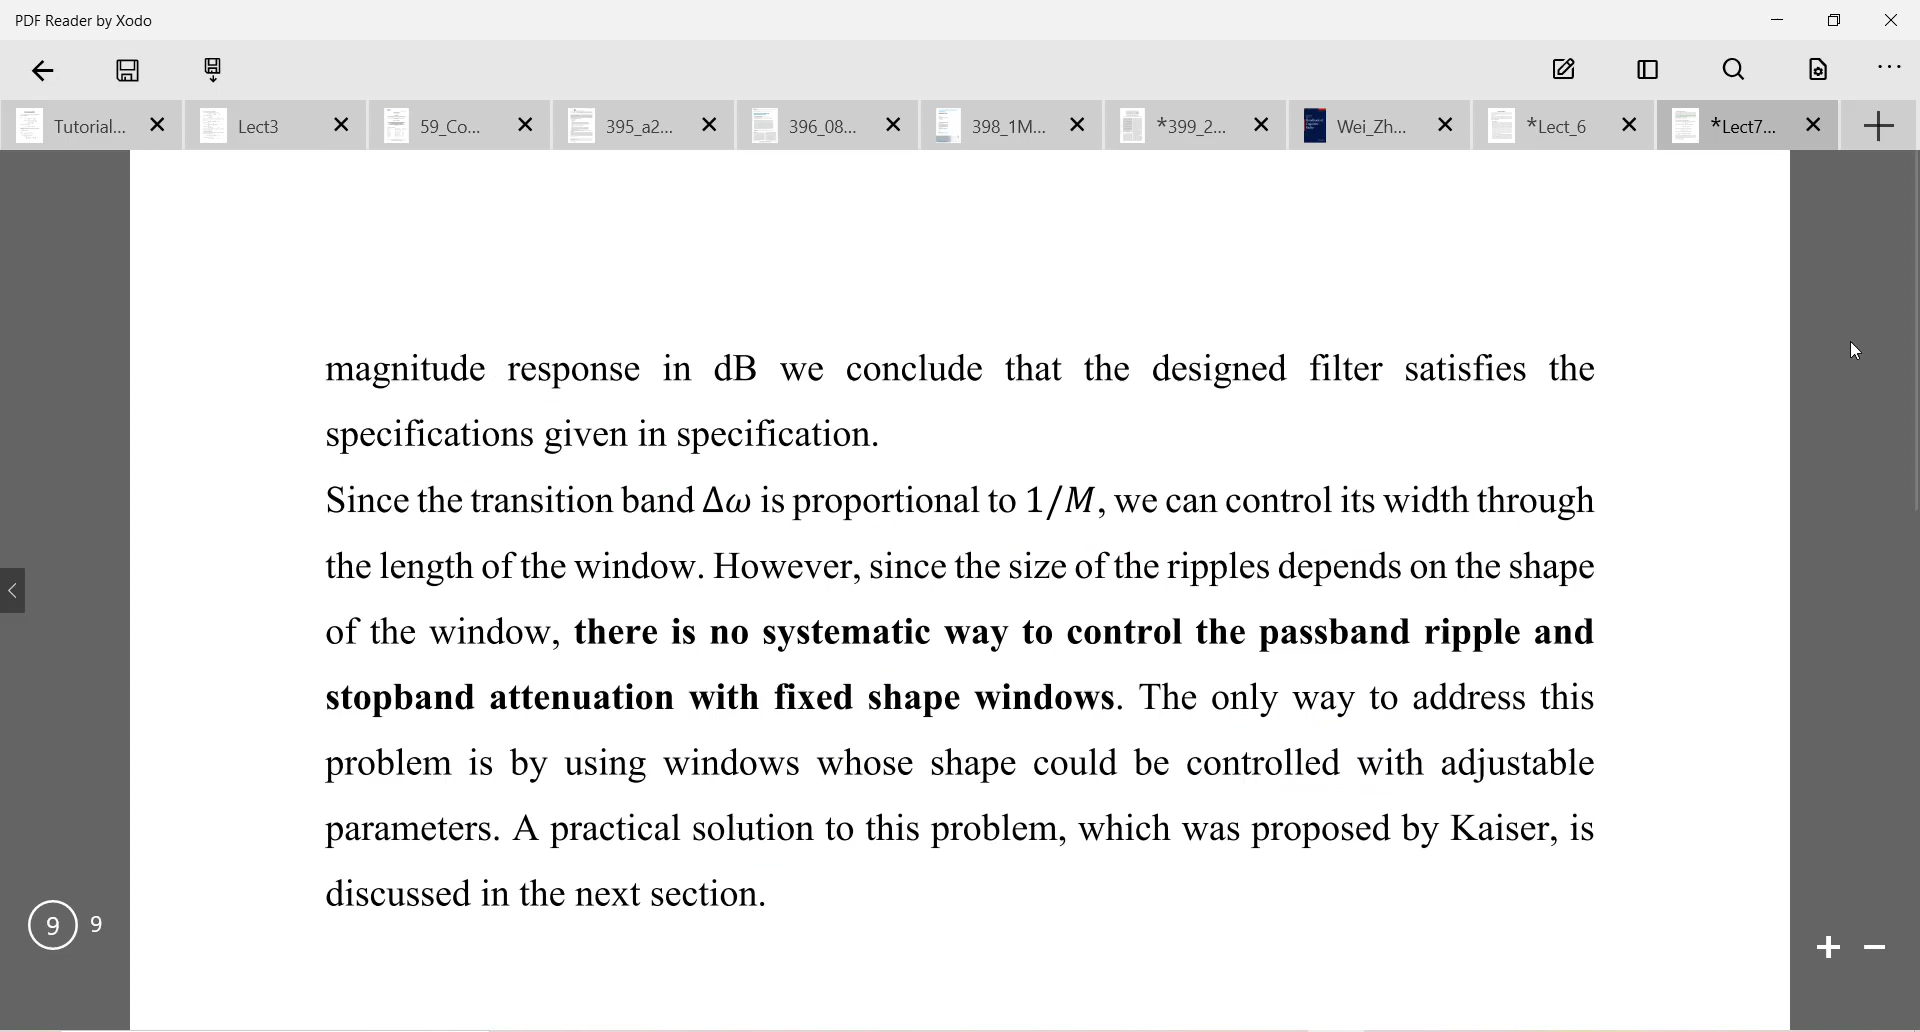 PDF Reader by Xodo
Tutorial...
Lect3
59_Co...
395_a2...
396_08...
398_1M...
*399_2...
Wei_Zh...
*Lect_6
*Lect7...
magnitude response in dB we conclude that the designed filter satisfies the
specifications given in specification.
Since the transition band Δω is proportional to 1/M, we can control its width through
the length of the window. However, since the size of the ripples depends on the shape
of the window, there is no systematic way to control the passband ripple and
stopband attenuation with fixed shape windows. The only way to address this
problem is by using windows whose shape could be controlled with adjustable
parameters. A practical solution to this problem, which was proposed by Kaiser, is
discussed in the next section.
9 9